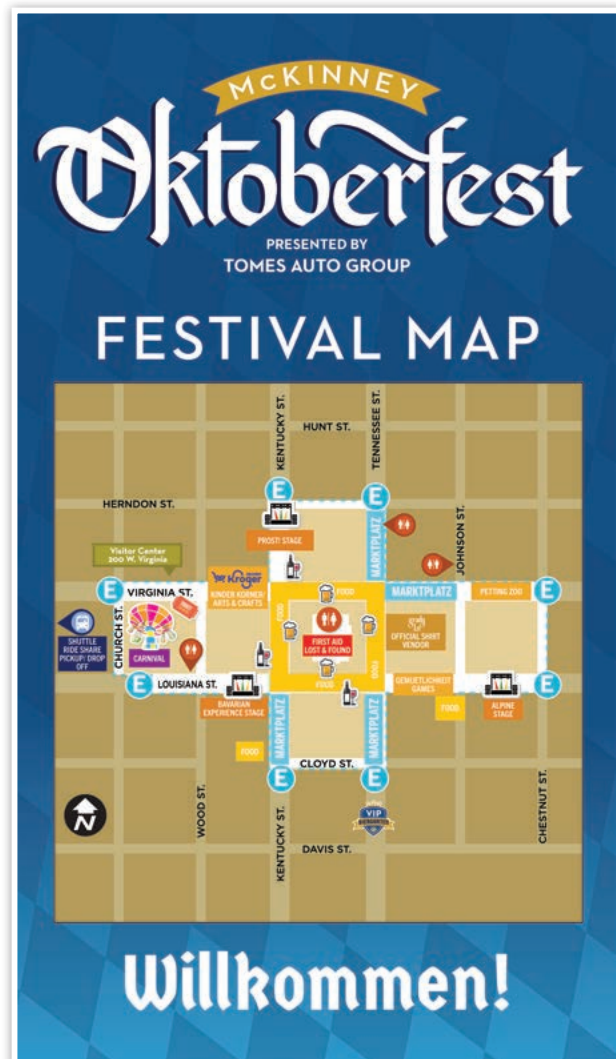 McKINNEY
Oktoberfest
PRESENTED BY
TOMES AUTO GROUP
FESTIVAL MAP
KENTUCKY ST.
HUNT ST.
TENNESSEE ST.
E
E
HERNDON ST.
PROST! STAGE
MARKTPLATZ
JOHNSON ST.
Visitor Center
200 W. Virginia
Kroger
E
VIRGINIA ST.
KINDER KORNER/
ARTS & CRAFTS
FOOD
MARKTPLATZ
PETTING ZOO
E
CHURCH ST.
SHUTTLE
RIDE SHARE
PICKUP/ DROP
OFF
CARNIVAL
FOOD
FIRST AID
LOST & FOUND
OFFICIAL SHIRT
VENDOR
FOOD
FOOD
E
LOUISIANA ST.
BAVARIAN
EXPERIENCE STAGE
GEMUETLICHKEIT
GAMES
FOOD
ALPINE
STAGE
E
FOOD
MARKTPLATZ
MARKTPLATZ
CLOYD ST.
E
E
WOOD ST.
KENTUCKY ST.
VIP
DAVIS ST.
CHESTNUT ST.
N
Willkommen!